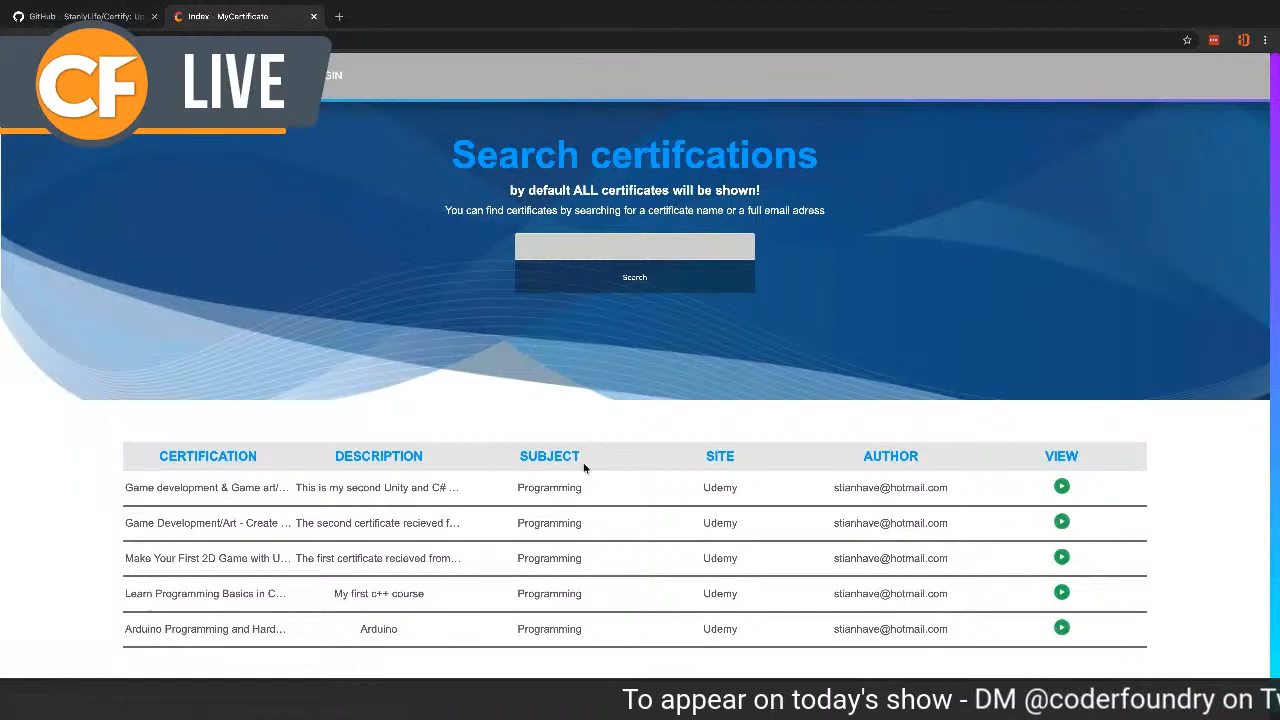 GitHub - StanlyLife/Certify: Up
Index - MyCertificate
CF LIVE
GIN
Search certifcations
by default ALL certificates will be shown!
You can find certificates by searching for a certificate name or a full email adress
Search
CERTIFICATION DESCRIPTION SUBJECT SITE AUTHOR VIEW
Game development & Game art/... This is my second Unity and C# ... Programming Udemy stianhave@hotmail.com
Game Development/Art - Create ... The second certificate recieved f... Programming Udemy stianhave@hotmail.com
Make Your First 2D Game with U... The first certificate recieved from... Programming Udemy stianhave@hotmail.com
Learn Programming Basics in C... My first c++ course Programming Udemy stianhave@hotmail.com
Arduino Programming and Hard... Arduino Programming Udemy stianhave@hotmail.com
To appear on today's show - DM @coderfoundry on Tw